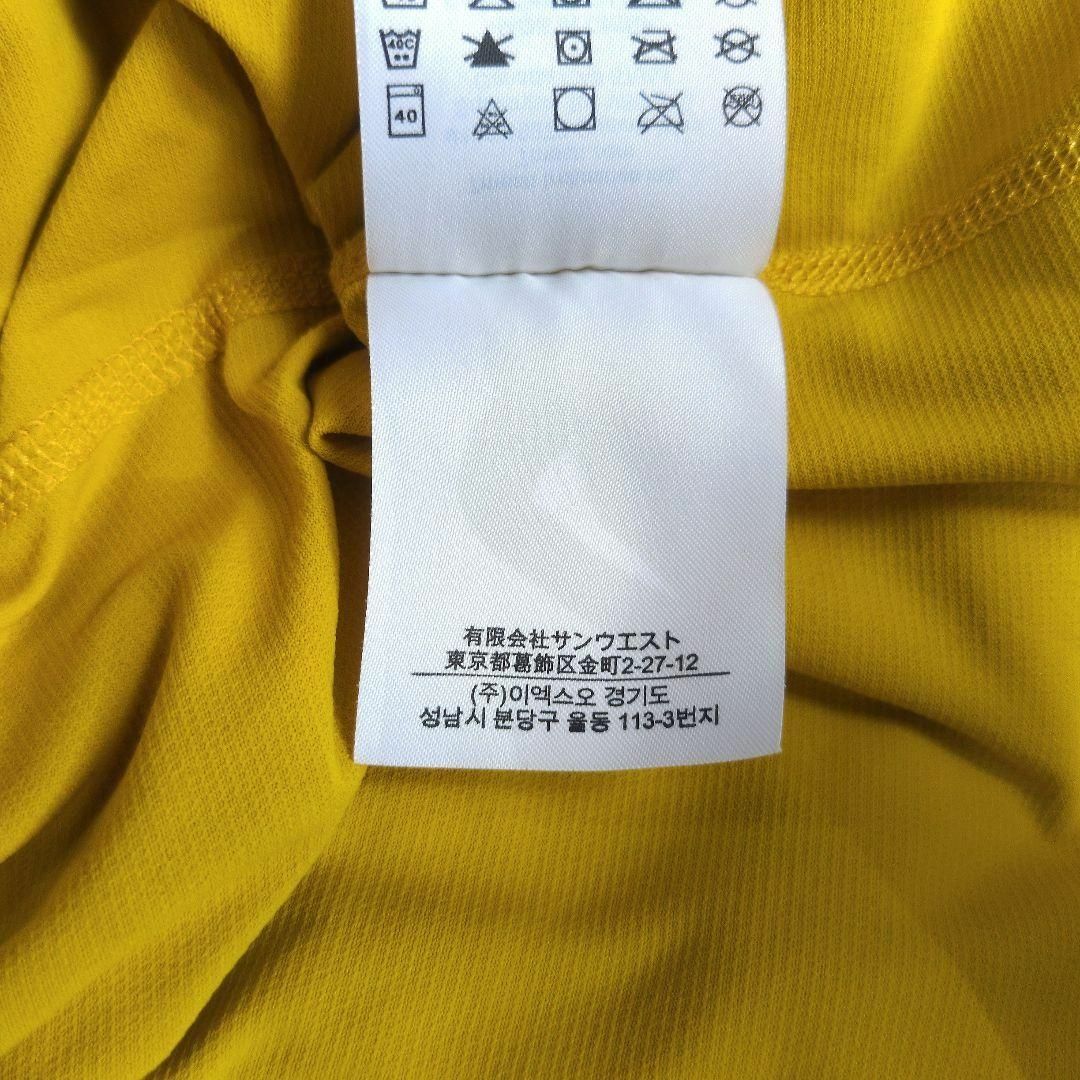 40C
40
有限会社サンウエスト
東京都葛飾区金町2-27-12
(주)이엑스오 경기도
성남시 분당구 율동 113-3번지